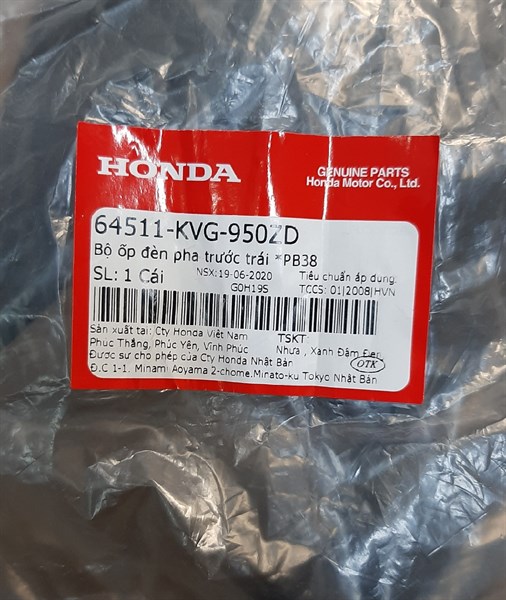 HONDA
GENUINE PARTS
Honda Motor Co., Ltd.
64511-KVG-950ZD
Bộ ốp đèn pha trước trái *PB38
SL: 1 Cái
NSX:19-06-2020
Tiêu chuẩn áp dụng:
G0H19S
TCCS: 01|2008|HVN
Sản xuất tại: Cty Honda Việt Nam
TSKT
Phúc Thắng, Phúc Yên, Vĩnh Phúc
Nhựa , Xanh Đậm Đen
Được sự cho phép của Cty Honda Nhật Bản
OTK
Đ.C 1-1. Minami Aoyama 2-chome.Minato-ku Tokyo Nhật Bản